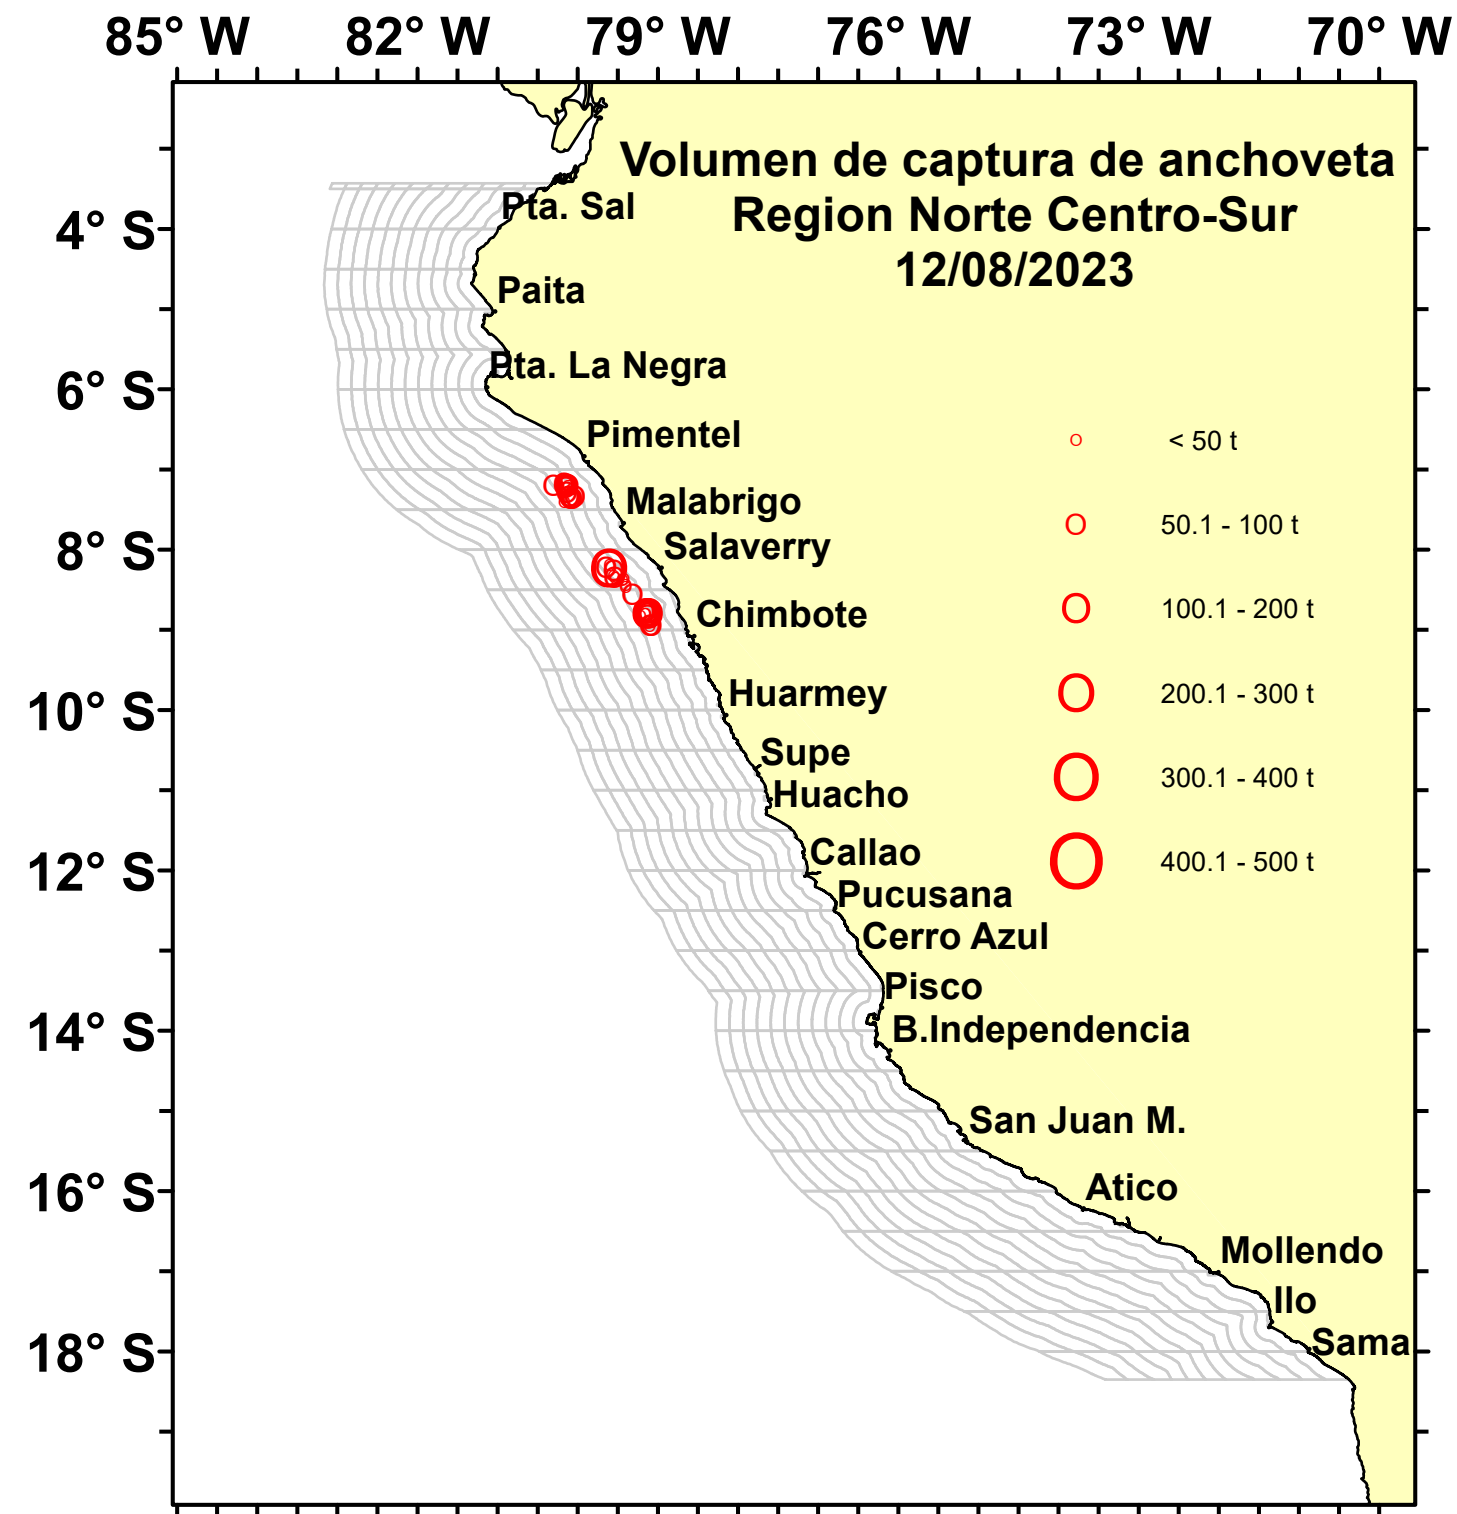 85° W 82° W 79° W 76° W 73° W 70° W
Volumen de captura de anchoveta
Region Norte Centro-Sur
12/08/2023
Pta. Sal
4° S
Paita
Pta. La Negra
6° S
Pimentel
< 50 t
Malabrigo
50.1 - 100 t
Salaverry
8° S
Chimbote
100.1 - 200 t
Huarmey
200.1 - 300 t
10° S
Supe
300.1 - 400 t
Huacho
Callao
400.1 - 500 t
12° S
Pucusana
Cerro Azul
Pisco
B.Independencia
14° S
San Juan M.
Atico
16° S
Mollendo
Ilo
Sama
18° S